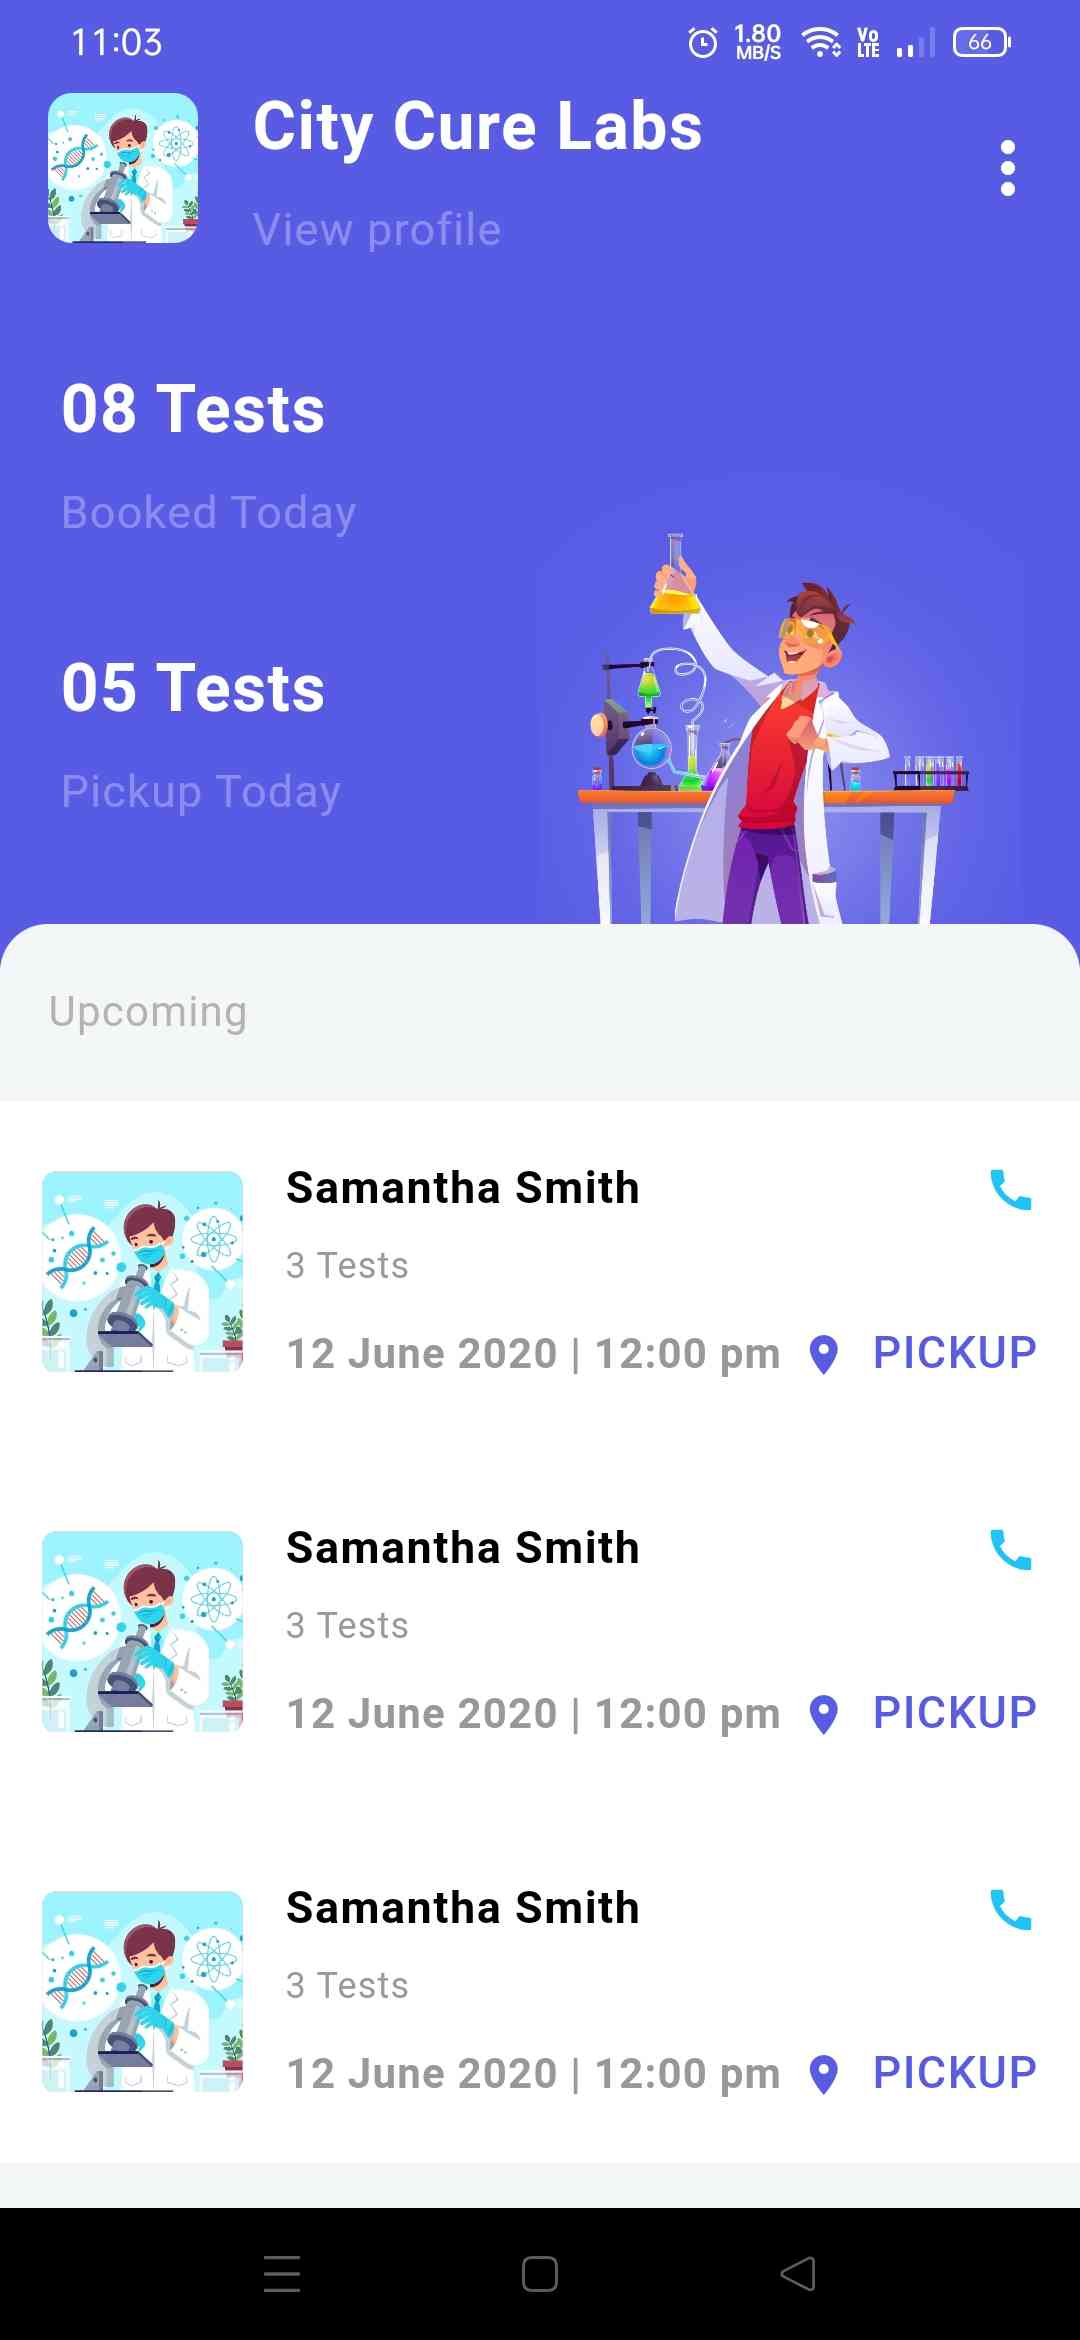 11:03
1.80 MB/S
Vo LTE
66
City Cure Labs
View profile
08 Tests
Booked Today
05 Tests
Pickup Today
Upcoming
Samantha Smith
3 Tests
12 June 2020 | 12:00 pm PICKUP
Samantha Smith
3 Tests
12 June 2020 | 12:00 pm PICKUP
Samantha Smith
3 Tests
12 June 2020 | 12:00 pm PICKUP